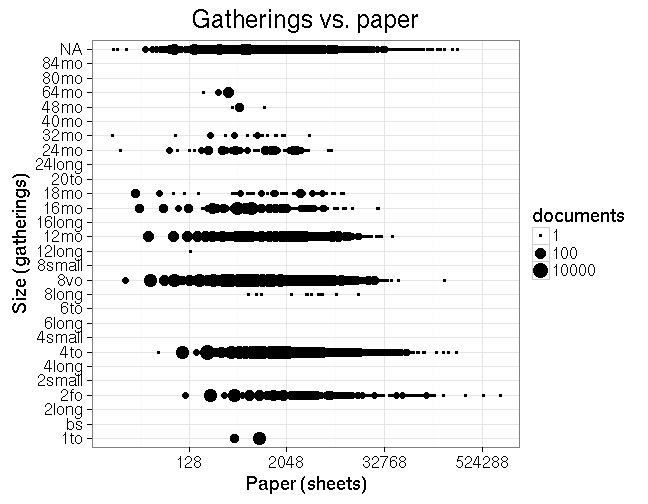 Gatherings vs. paper
Size (gatherings)
NA
84mo
80mo
64mo
48mo
40mo
32mo
24mo
24long
20to
18mo
16mo
16long
12mo
12long
8small
8vo
8long
6to
6long
4small
4to
4long
2small
2fo
2long
bs
1to
128 2048 32768 524288
Paper (sheets)
documents
1
100
10000